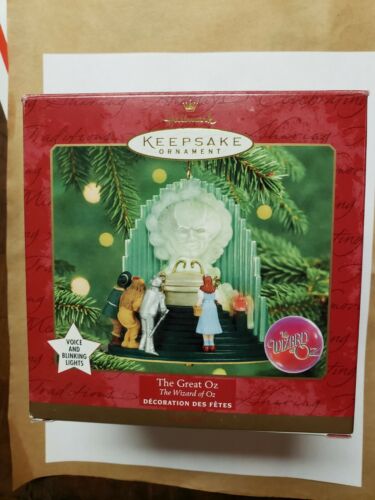 Hallmark
KEEPSAKE
ORNAMENT
VOICE
AND
BLINKING
LIGHTS
The
WIZARD
of OZ
The Great Oz
The Wizard of Oz
DÉCORATION DES FÊTES